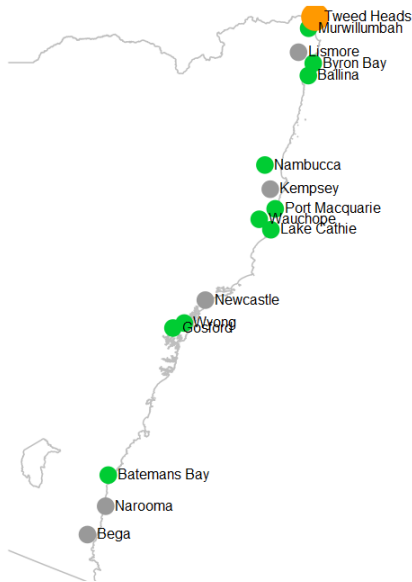 Tweed Heads
Murwillumbah
Lismore
Byron Bay
Ballina
Nambucca
Kempsey
Port Macquarie
Wauchope
Lake Cathie
Newcastle
Wyong
Gosford
Batemans Bay
Narooma
Bega